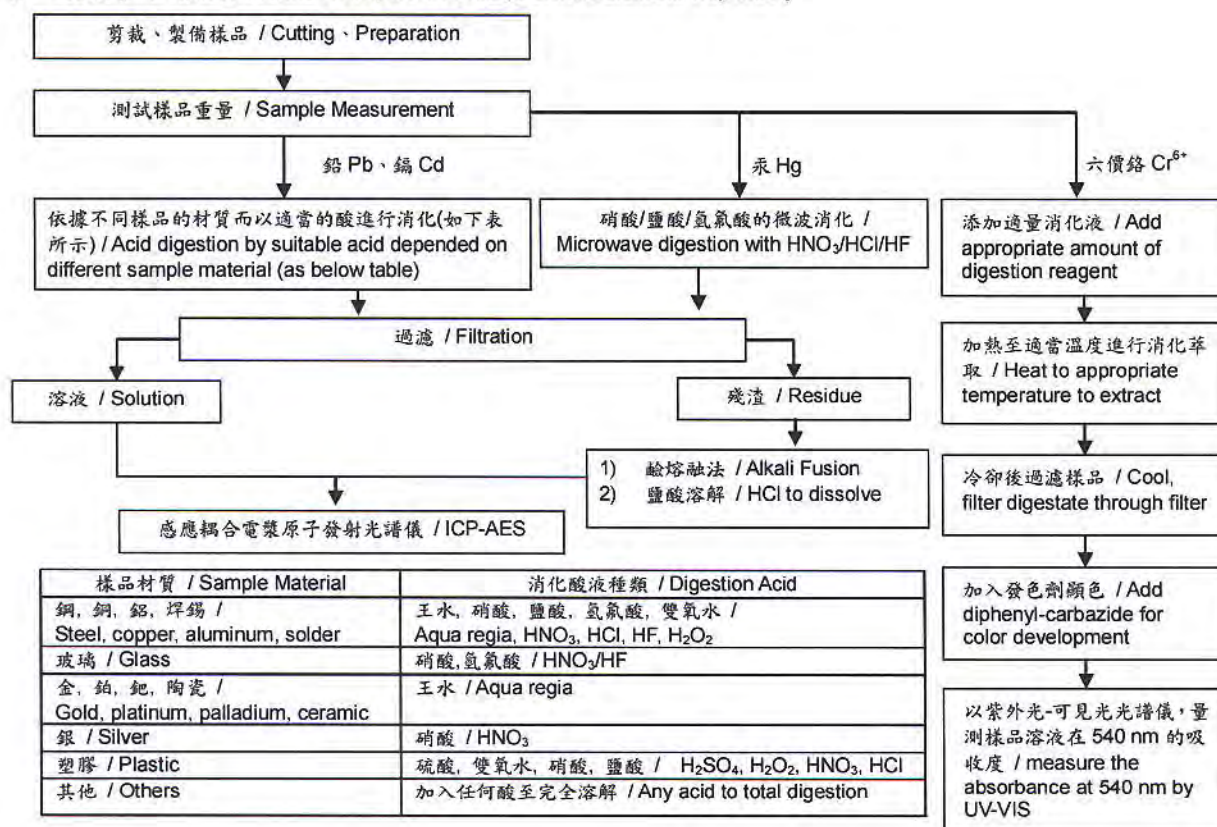 剪裁、製備樣品 / Cutting、Preparation
測試樣品重量 / Sample Measurement
鉛 Pb、鎘 Cd
汞 Hg
六價鉻 Cr⁶⁺
依據不同樣品的材質而以適當的酸進行消化(如下表
所示) / Acid digestion by suitable acid depended on
different sample material (as below table)
硝酸/鹽酸/氫氟酸的微波消化 /
Microwave digestion with HNO₃/HCl/HF
添加適量消化液 / Add
appropriate amount of
digestion reagent
過濾 / Filtration
加熱至適當溫度進行消化萃
取 / Heat to appropriate
temperature to extract
溶液 / Solution
殘渣 / Residue
1) 鹼熔融法 / Alkali Fusion
2) 鹽酸溶解 / HCl to dissolve
冷卻後過濾樣品 / Cool,
filter digestate through filter
感應耦合電漿原子發射光譜儀 / ICP-AES
樣品材質 / Sample Material
消化酸液種類 / Digestion Acid
鋼, 銅, 鋁, 焊錫 /
Steel, copper, aluminum, solder
王水, 硝酸, 鹽酸, 氫氟酸, 雙氧水 /
Aqua regia, HNO₃, HCl, HF, H₂O₂
玻璃 / Glass
硝酸,氫氟酸 / HNO₃/HF
金, 鉑, 鈀, 陶瓷 /
Gold, platinum, palladium, ceramic
王水 / Aqua regia
銀 / Silver
硝酸 / HNO₃
塑膠 / Plastic
硫酸, 雙氧水, 硝酸, 鹽酸 / H₂SO₄, H₂O₂, HNO₃, HCl
其他 / Others
加入任何酸至完全溶解 / Any acid to total digestion
加入發色劑顯色 / Add
diphenyl-carbazide for
color development
以紫外光-可見光光譜儀,量
測樣品溶液在 540 nm 的吸
收度 / measure the
absorbance at 540 nm by
UV-VIS